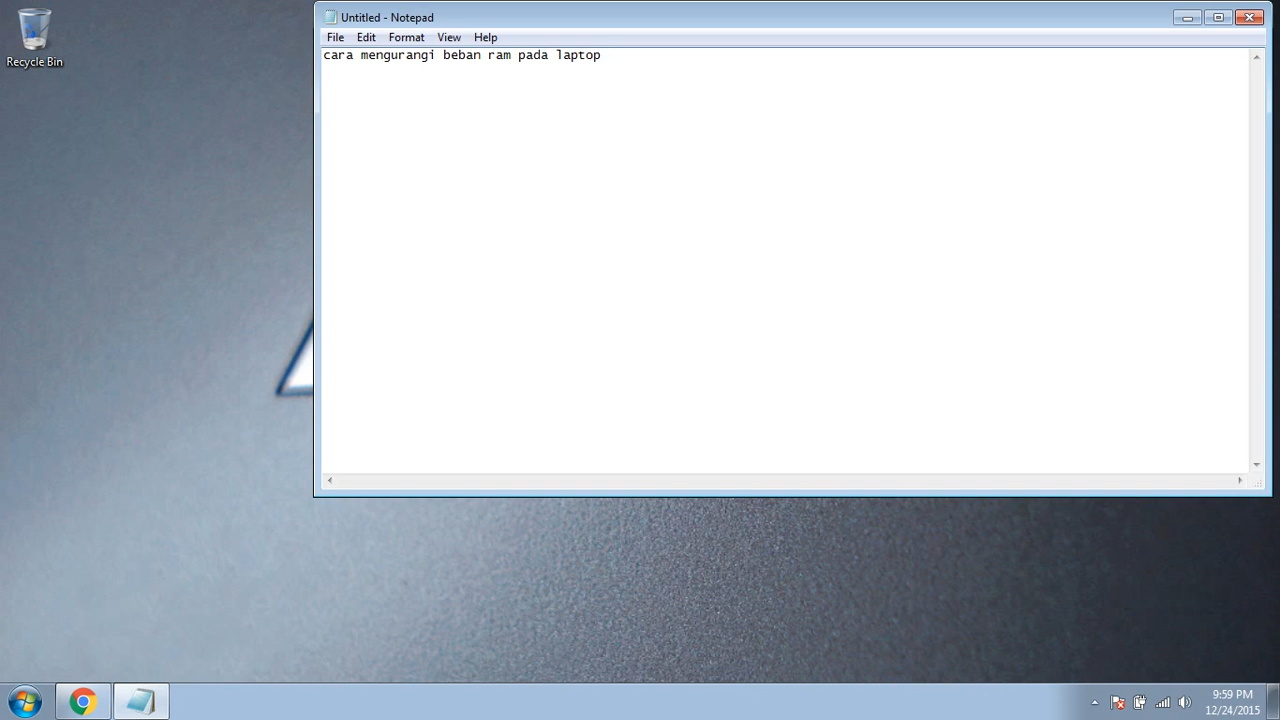 Recycle Bin
Untitled - Notepad
File Edit Format View Help
cara mengurangi beban ram pada laptop
9:59 PM
12/24/2015